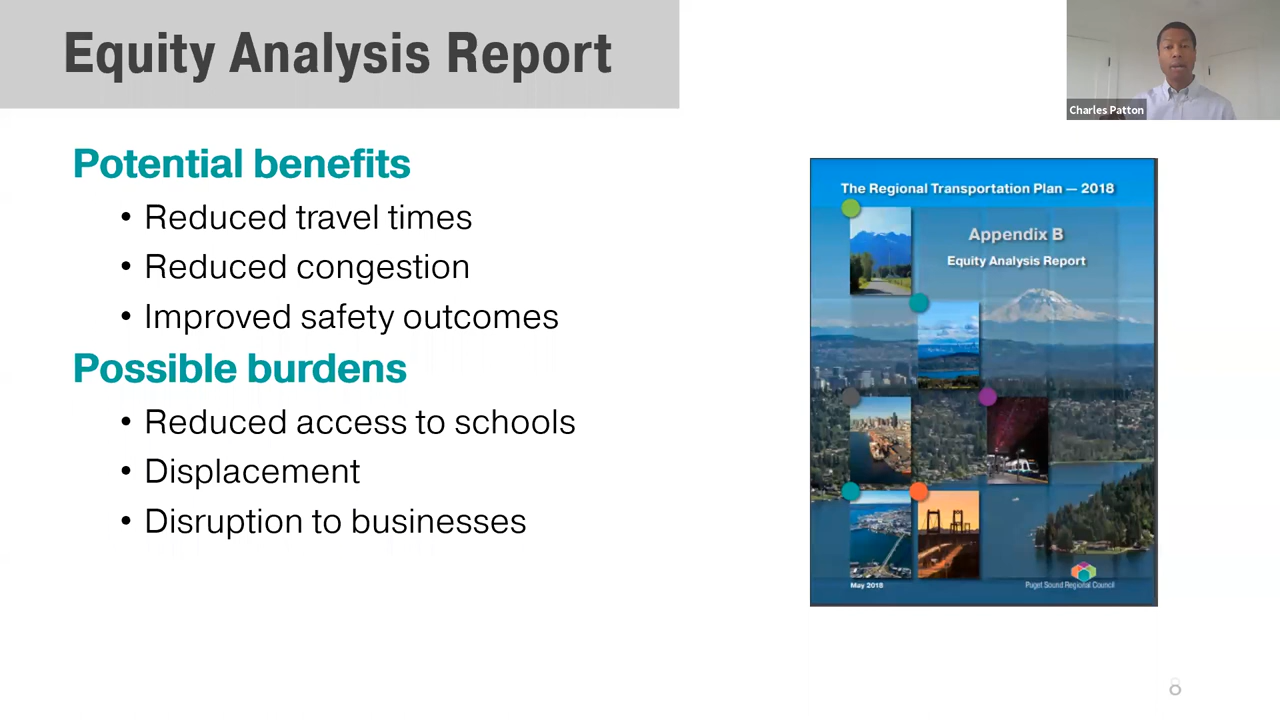 Equity Analysis Report
Charles Patton
Potential benefits
• Reduced travel times
• Reduced congestion
• Improved safety outcomes
Possible burdens
• Reduced access to schools
• Displacement
• Disruption to businesses
The Regional Transportation Plan — 2018
Appendix B
Equity Analysis Report
May 2018
Puget Sound Regional Council
8